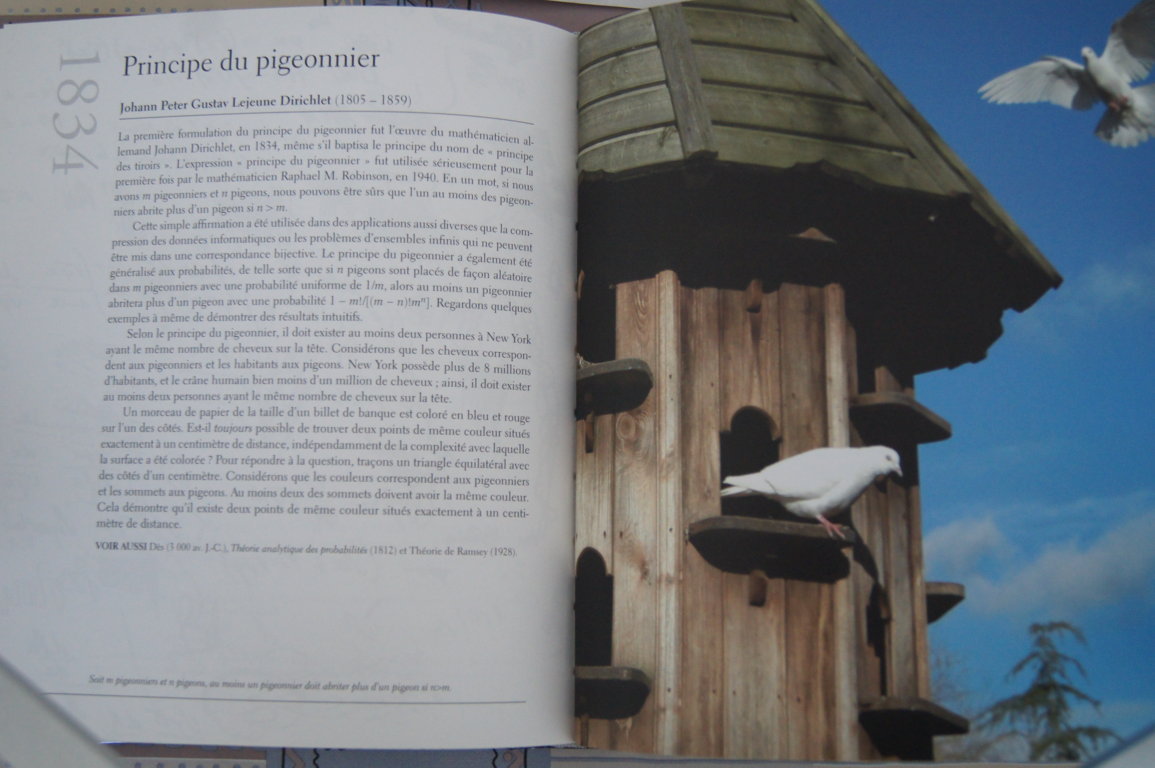 1834
Principe du pigeonnier
Johann Peter Gustav Lejeune Dirichlet (1805 – 1859)
La première formulation du principe du pigeonnier fut l'œuvre du mathématicien al-
lemand Johann Dirichlet, en 1834, même s'il baptisa le principe du nom de « principe
des tiroirs ». L'expression « principe du pigeonnier » fut utilisée sérieusement pour la
première fois par le mathématicien Raphael M. Robinson, en 1940. En un mot, si nous
avons m pigeonniers et n pigeons, nous pouvons être sûrs que l'un au moins des pigeon-
niers abrite plus d'un pigeon si n > m.
Cette simple affirmation a été utilisée dans des applications aussi diverses que la com-
pression des données informatiques ou les problèmes d'ensembles infinis qui ne peuvent
être mis dans une correspondance bijective. Le principe du pigeonnier a également été
généralisé aux probabilités, de telle sorte que si n pigeons sont placés de façon aléatoire
dans m pigeonniers avec une probabilité uniforme de 1/m, alors au moins un pigeonnier
abritera plus d'un pigeon avec une probabilité 1 – m!/[(m – n)!mⁿ]. Regardons quelques
exemples à même de démontrer des résultats intuitifs.
Selon le principe du pigeonnier, il doit exister au moins deux personnes à New York
ayant le même nombre de cheveux sur la tête. Considérons que les cheveux correspon-
dent aux pigeonniers et les habitants aux pigeons. New York possède plus de 8 millions
d'habitants, et le crâne humain bien moins d'un million de cheveux ; ainsi, il doit exister
au moins deux personnes ayant le même nombre de cheveux sur la tête.
Un morceau de papier de la taille d'un billet de banque est coloré en bleu et rouge
sur l'un des côtés. Est-il toujours possible de trouver deux points de même couleur situés
exactement à un centimètre de distance, indépendamment de la complexité avec laquelle
la surface a été colorée ? Pour répondre à la question, traçons un triangle équilatéral avec
des côtés d'un centimètre. Considérons que les couleurs correspondent aux pigeonniers
et les sommets aux pigeons. Au moins deux des sommets doivent avoir la même couleur.
Cela démontre qu'il existe deux points de même couleur situés exactement à un centi-
mètre de distance.
VOIR AUSSI Dés (3 000 av. J.-C.), Théorie analytique des probabilités (1812) et Théorie de Ramsey (1928).
Soit m pigeonniers et n pigeons, au moins un pigeonnier doit abriter plus d'un pigeon si n>m.